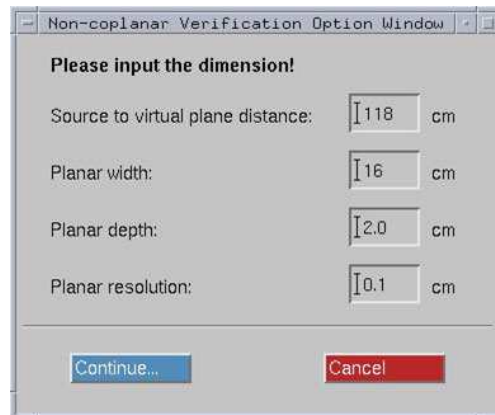 Non-coplanar Verification Option Window
Please input the dimension!
Source to virtual plane distance: 118 cm
Planar width: 16 cm
Planar depth: 2.0 cm
Planar resolution: 0.1 cm
Continue... Cancel